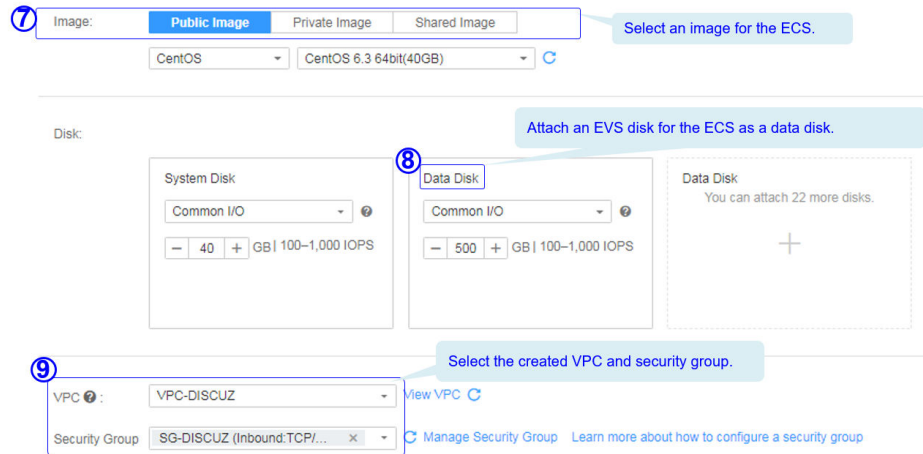 ⑦ Image: Public Image Private Image Shared Image
Select an image for the ECS.
CentOS CentOS 6.3 64bit(40GB)
Disk:
Attach an EVS disk for the ECS as a data disk.
⑧
System Disk Data Disk Data Disk
You can attach 22 more disks.
Common I/O Common I/O
− 40 + GB | 100–1,000 IOPS − 500 + GB | 100–1,000 IOPS
Select the created VPC and security group.
⑨
VPC : VPC-DISCUZ View VPC
Security Group SG-DISCUZ (Inbound:TCP/... × Manage Security Group Learn more about how to configure a security group